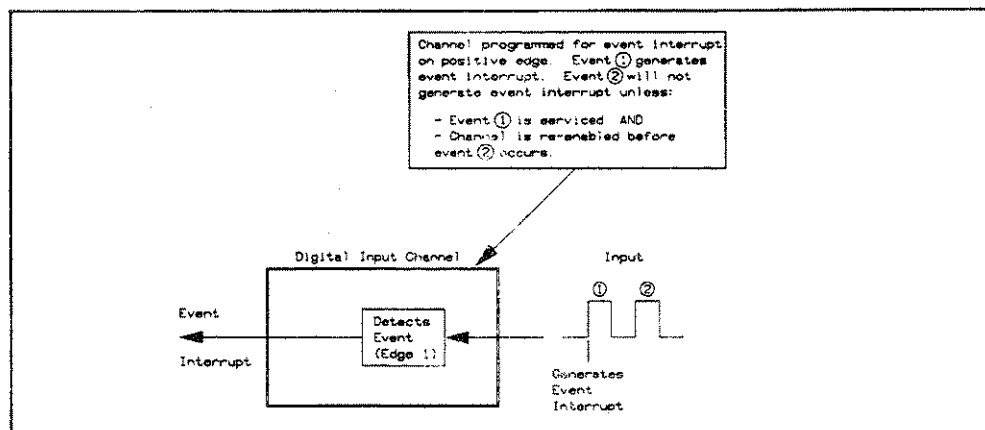 Channel programmed for event interrupt
on positive edge. Event ① generates
event interrupt. Event ② will not
generate event interrupt unless:
- Event ① is serviced AND
- Channel is re-enabled before
event ② occurs.
Digital Input Channel
Input
① ②
Event
Interrupt
Detects
Event
(Edge 1)
Generates
Event
Interrupt